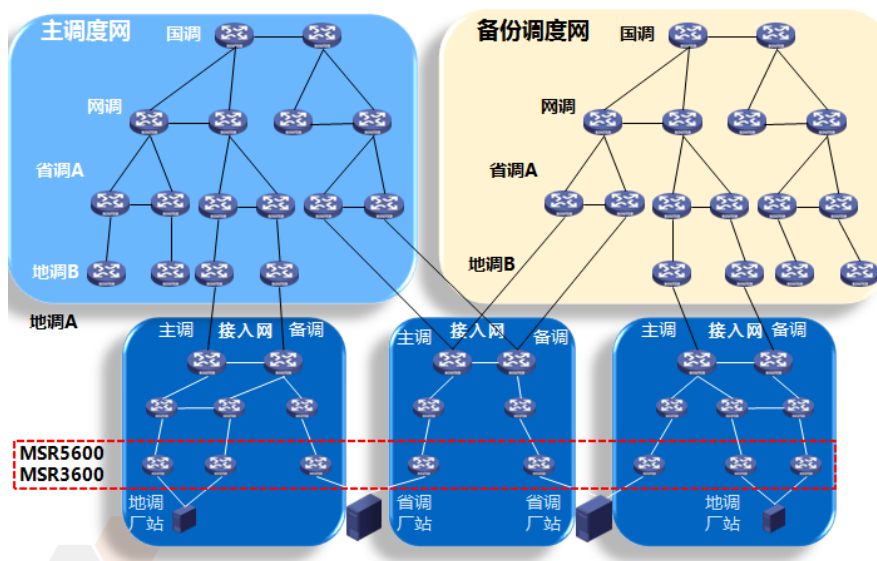 主调度网
国调
备份调度网
国调
网调
网调
省调A
省调A
地调B
地调B
地调A
主调
接入网
备调
主调
接入网
备调
主调
接入网
备调
MSR5600
MSR3600
地调
厂站
省调
厂站
省调
厂站
地调
厂站